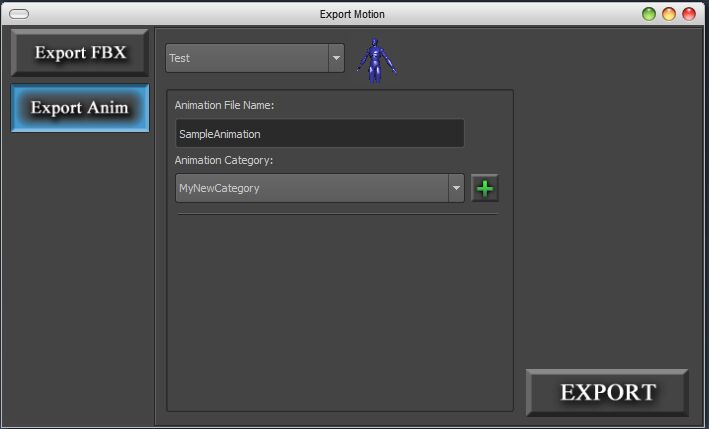 Export Motion
Export FBX
Export Anim
Test
Animation File Name:
SampleAnimation
Animation Category:
MyNewCategory
EXPORT